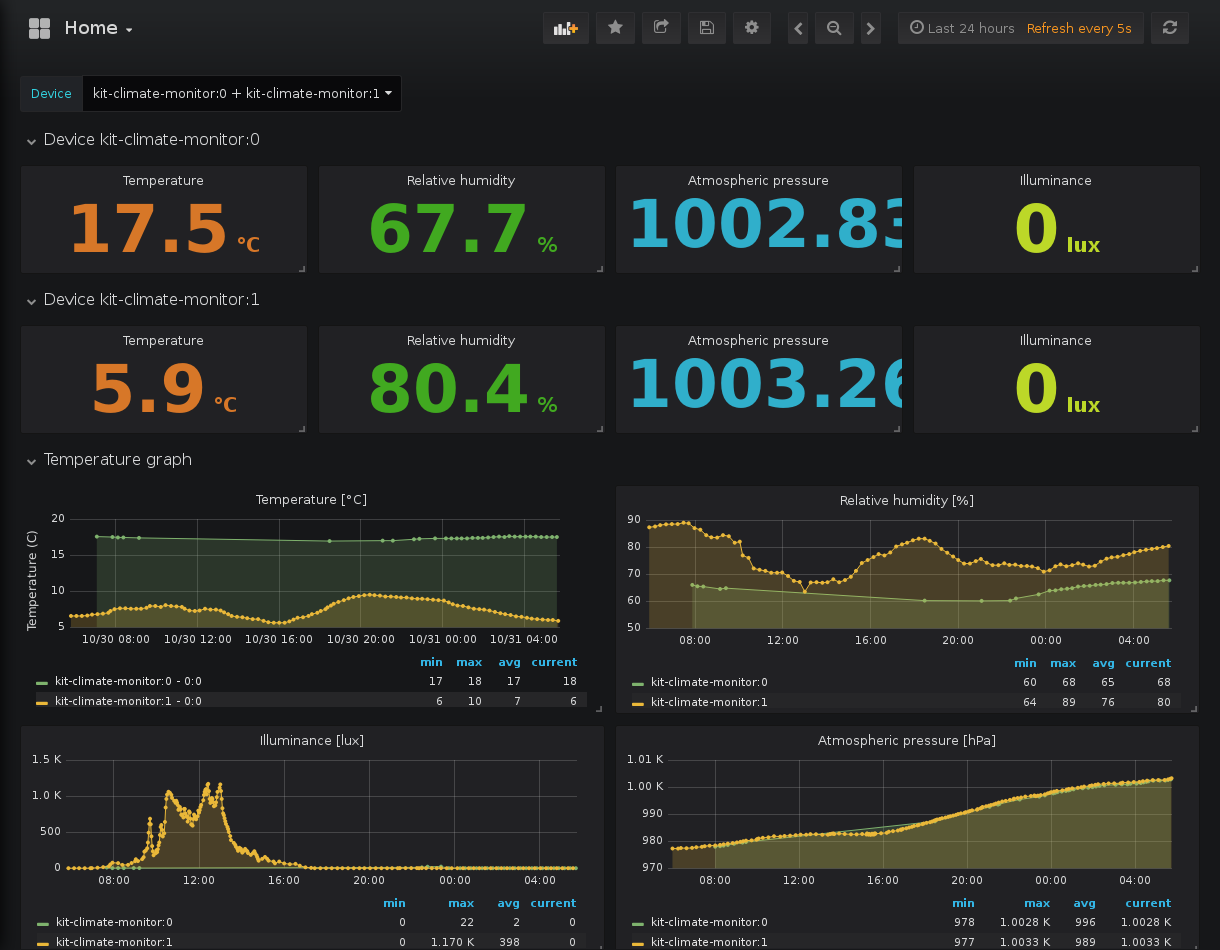 Home
Last 24 hours Refresh every 5s
Device kit-climate-monitor:0 + kit-climate-monitor:1
Device kit-climate-monitor:0
Temperature Relative humidity Atmospheric pressure Illuminance
17.5 °C 67.7 % 1002.83 0 lux
Device kit-climate-monitor:1
Temperature Relative humidity Atmospheric pressure Illuminance
5.9 °C 80.4 % 1003.26 0 lux
Temperature graph
Temperature [°C]
Temperature (C)
20
15
10
5
10/30 08:00 10/30 12:00 10/30 16:00 10/30 20:00 10/31 00:00 10/31 04:00
min max avg current
kit-climate-monitor:0 - 0:0 17 18 17 18
kit-climate-monitor:1 - 0:0 6 10 7 6
Relative humidity [%]
90
80
70
60
50
08:00 12:00 16:00 20:00 00:00 04:00
min max avg current
kit-climate-monitor:0 60 68 65 68
kit-climate-monitor:1 64 89 76 80
Illuminance [lux]
1.5 K
1.0 K
500
0
08:00 12:00 16:00 20:00 00:00 04:00
min max avg current
kit-climate-monitor:0 0 22 2 0
kit-climate-monitor:1 0 1.170 K 398 0
Atmospheric pressure [hPa]
1.01 K
1.00 K
990
980
970
08:00 12:00 16:00 20:00 00:00 04:00
min max avg current
kit-climate-monitor:0 978 1.0028 K 996 1.0028 K
kit-climate-monitor:1 977 1.0033 K 989 1.0033 K